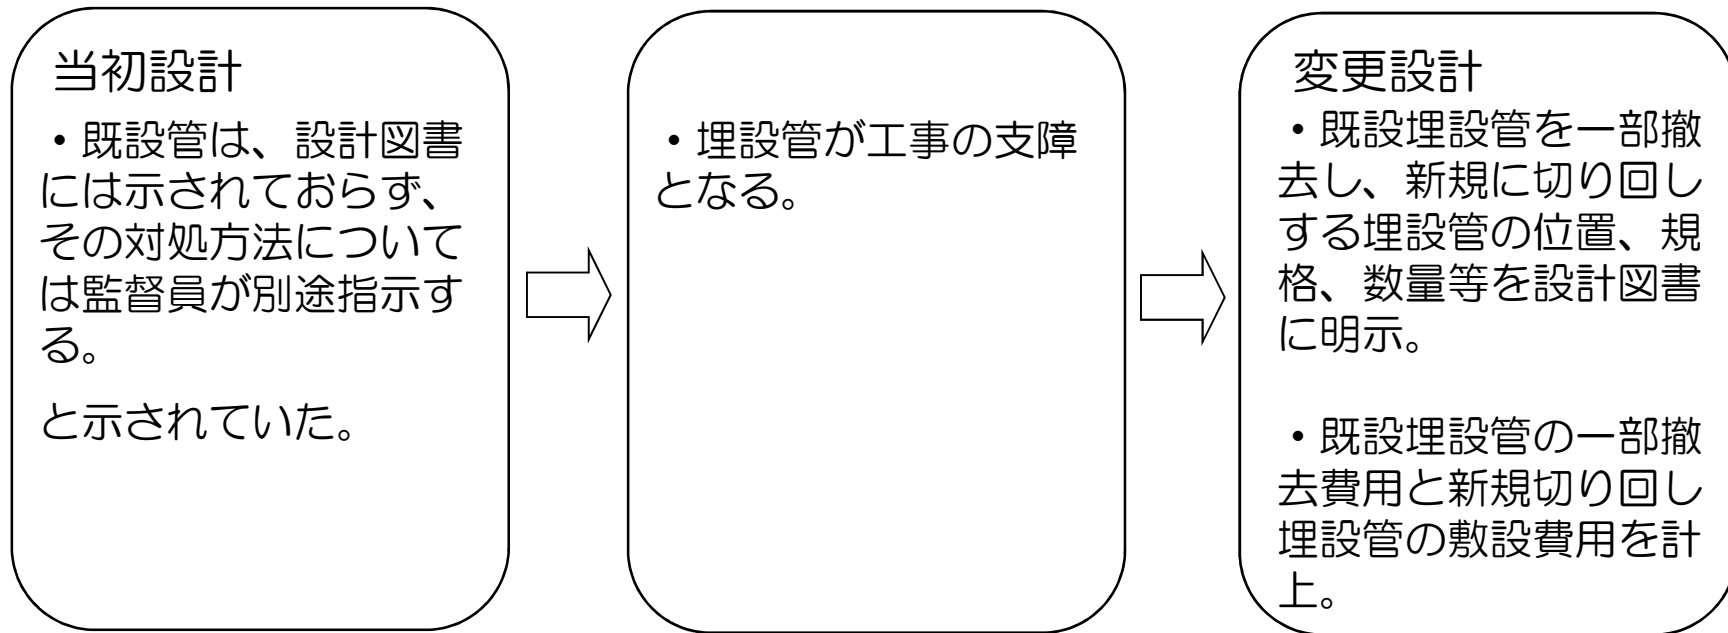 当初設計
・既設管は、設計図書
には示されておらず、
その対処方法について
は監督員が別途指示す
る。
と示されていた。
・埋設管が工事の支障
となる。
変更設計
・既設埋設管を一部撤
去し、新規に切り回し
する埋設管の位置、規
格、数量等を設計図書
に明示。
・既設埋設管の一部撤
去費用と新規切り回し
埋設管の敷設費用を計
上。